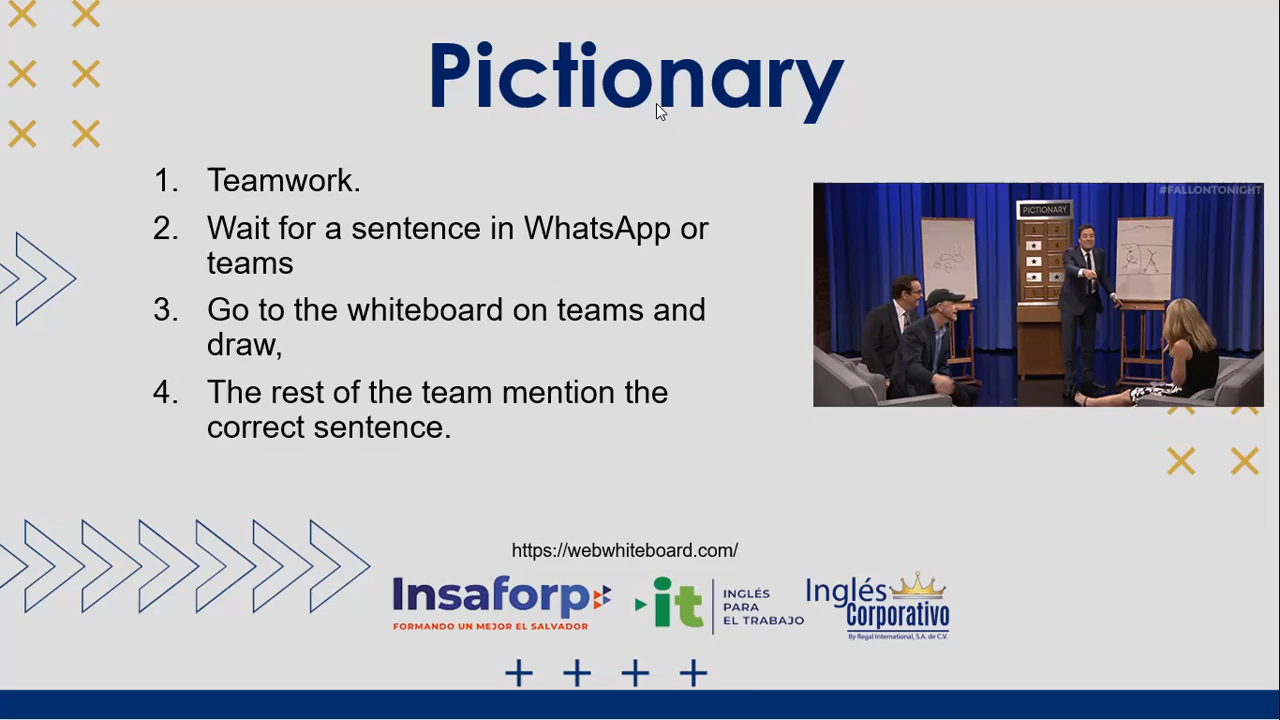 Pictionary
1. Teamwork.
2. Wait for a sentence in WhatsApp or
teams
3. Go to the whiteboard on teams and
draw,
4. The rest of the team mention the
correct sentence.
#FALLONTONIGHT
PICTIONARY
https://webwhiteboard.com/
Insaforp
FORMANDO UN MEJOR EL SALVADOR
it
INGLÉS
PARA
EL TRABAJO
Inglés
Corporativo
By Regal International, S.A. de C.V.